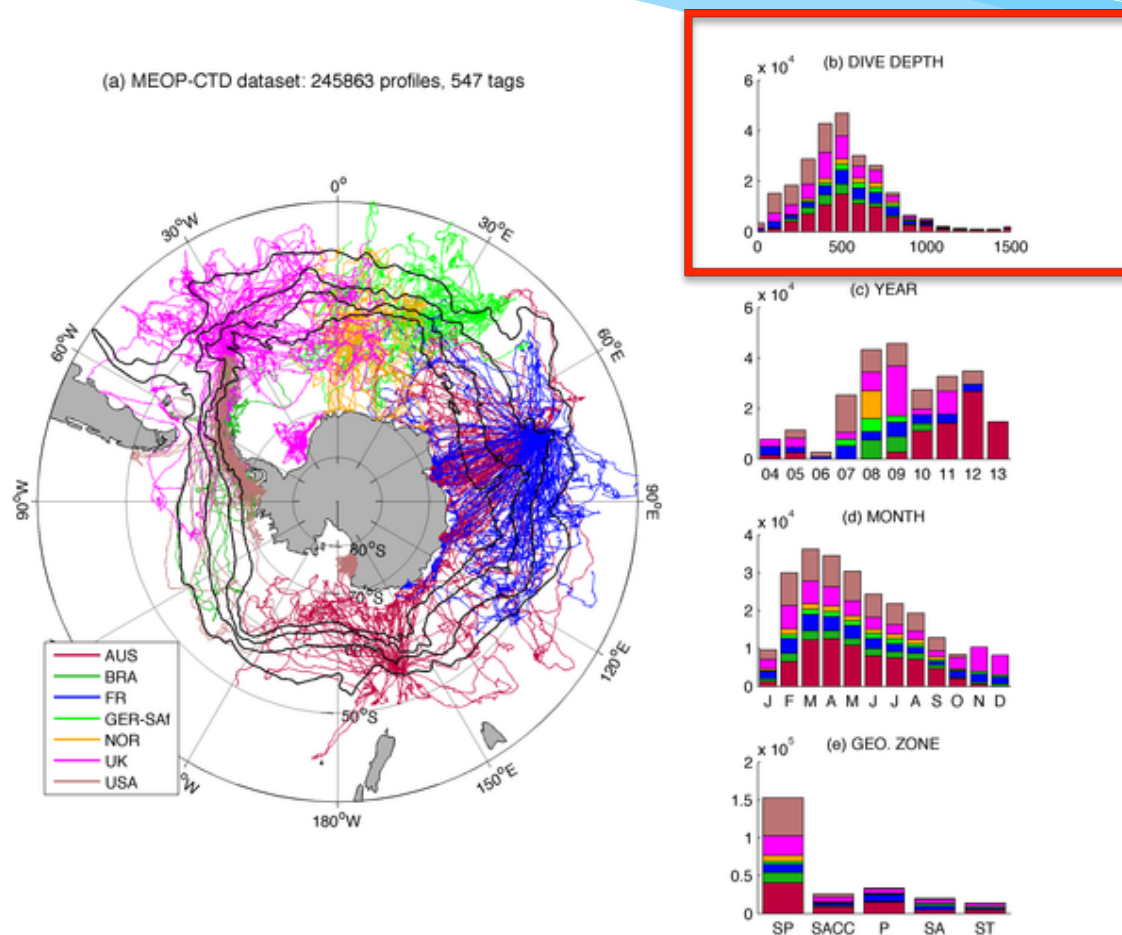 (a) MEOP-CTD dataset: 245863 profiles, 547 tags
0°
30°W
30°E
60°W
60°E
90°W
90°E
80°S
70°S
120°E
50°S
°W
150°E
180°W
AUS
BRA
FR
GER-SAf
NOR
UK
USA
x 10⁴
(b) DIVE DEPTH
6
4
2
0
0 500 1000 1500
x 10⁴
(c) YEAR
6
4
2
0
04 05 06 07 08 09 10 11 12 13
x 10⁴
(d) MONTH
4
3
2
1
0
J F M A M J J A S O N D
x 10⁵
(e) GEO. ZONE
2
1.5
1
0.5
0
SP SACC P SA ST